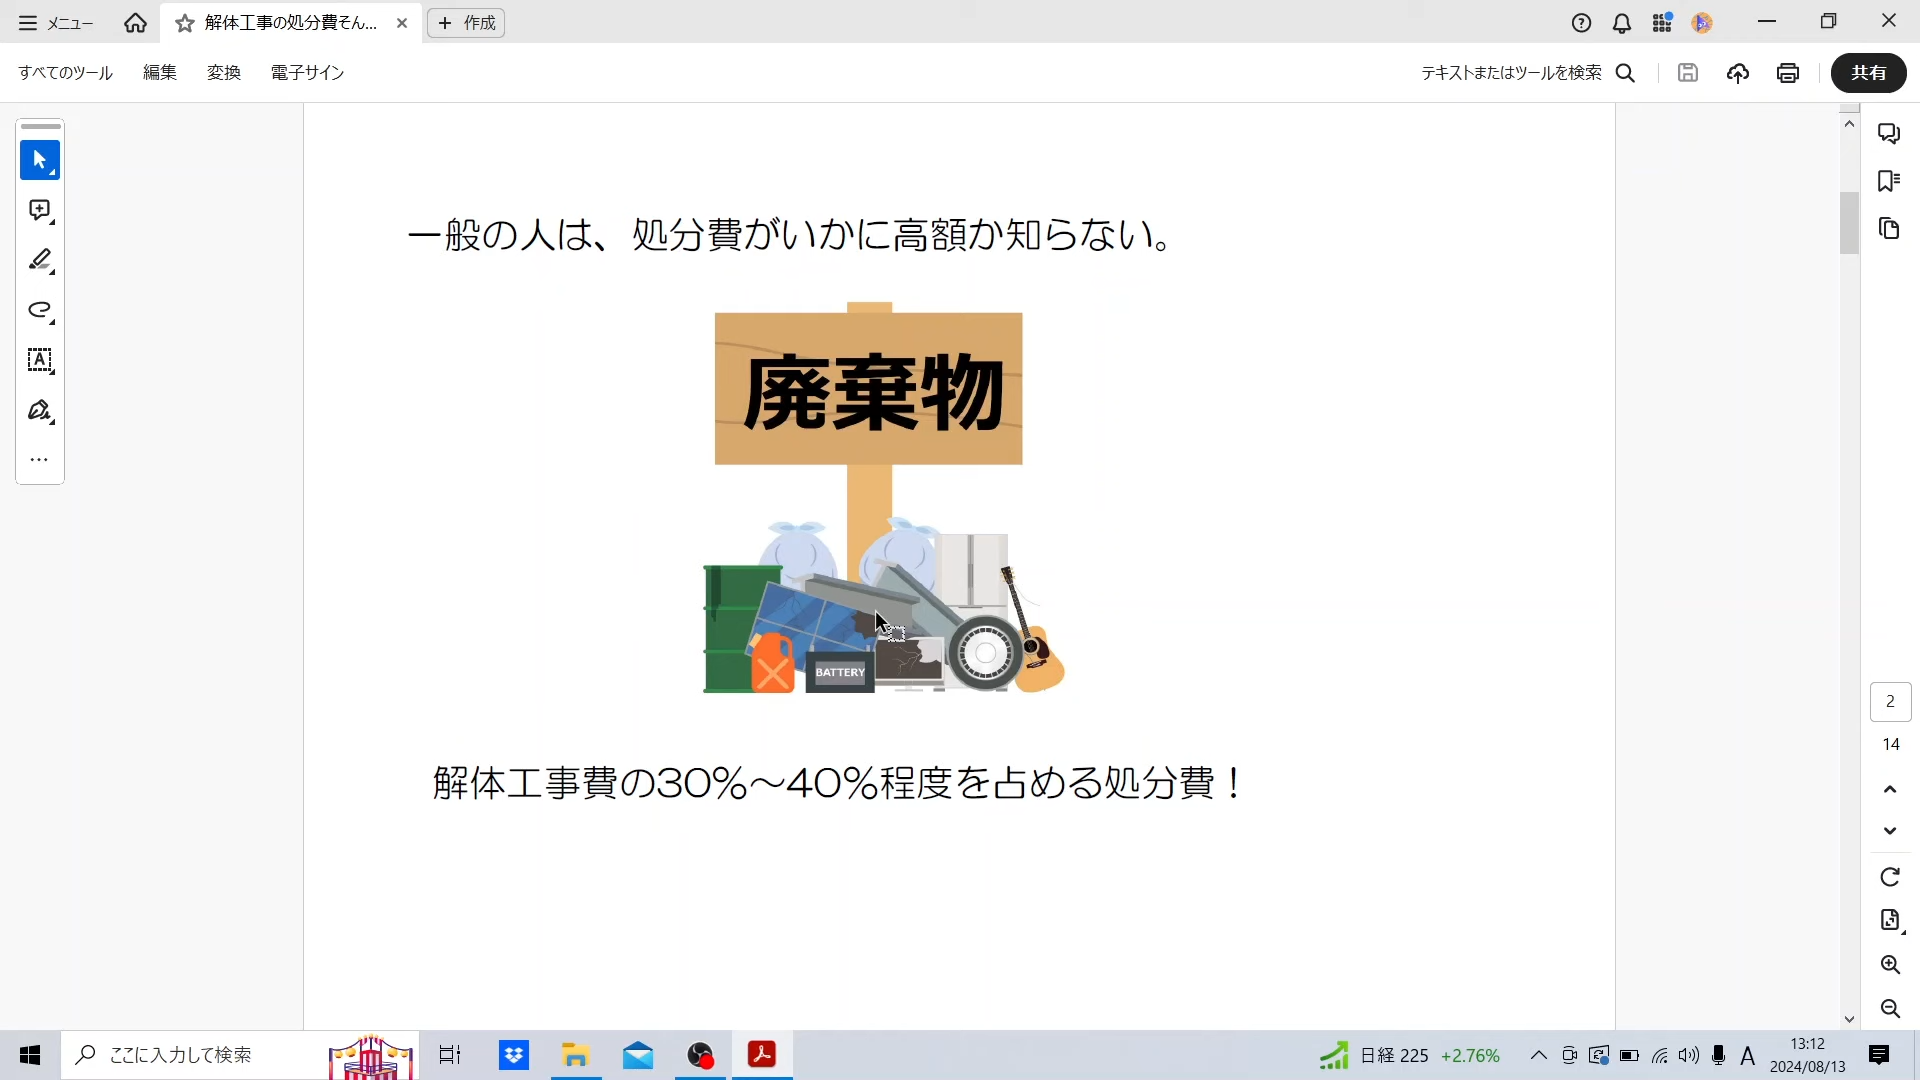 メニュー
解体工事の処分費そん...
作成
すべてのツール
編集
変換
電子サイン
テキストまたはツールを検索
共有
一般の人は、処分費がいかに高額か知らない。
廃棄物
BATTERY
解体工事費の30%～40%程度を占める処分費！
2
14
ここに入力して検索
日経 225 +2.76%
A
13:12
2024/08/13